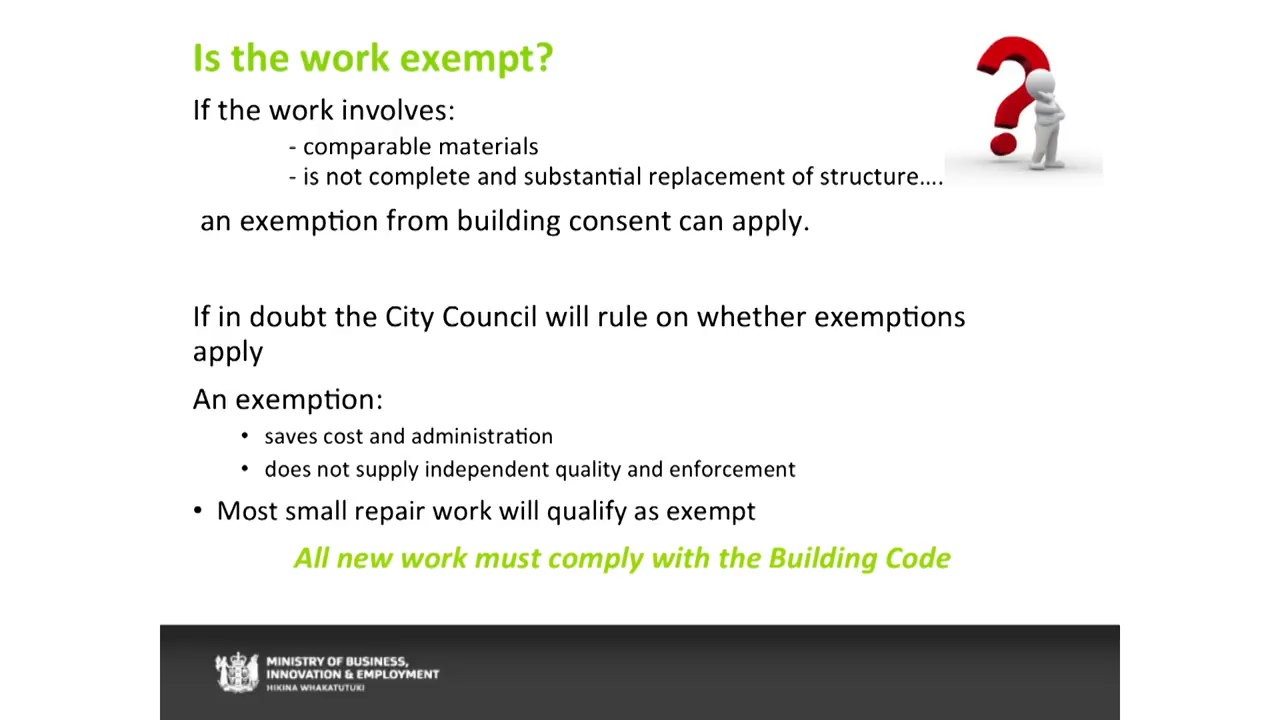 Is the work exempt?
If the work involves:
- comparable materials
- is not complete and substantial replacement of structure….
an exemption from building consent can apply.
If in doubt the City Council will rule on whether exemptions
apply
An exemption:
• saves cost and administration
• does not supply independent quality and enforcement
• Most small repair work will qualify as exempt
All new work must comply with the Building Code
MINISTRY OF BUSINESS,
INNOVATION & EMPLOYMENT
HIKINA WHAKATUTUKI